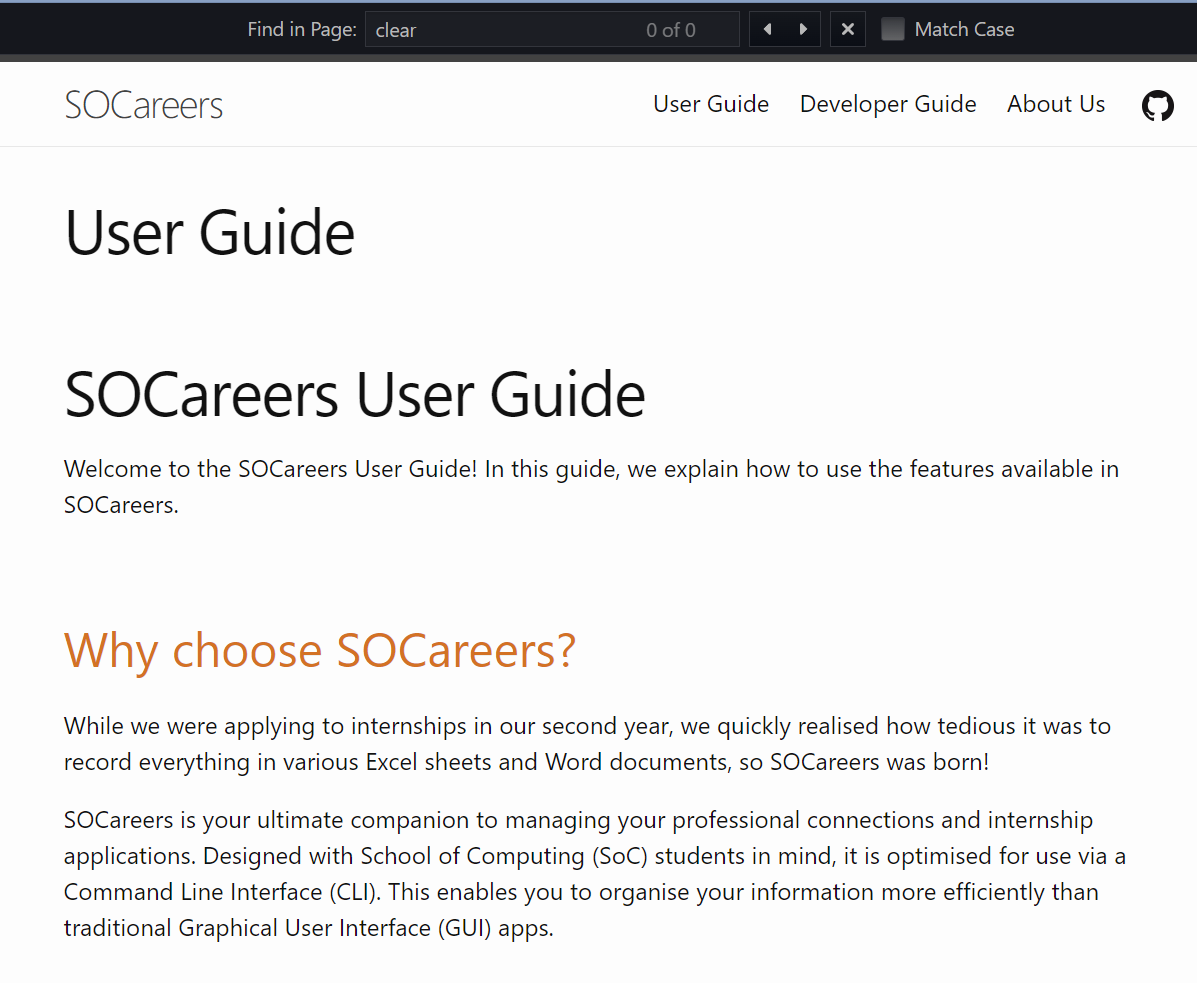 Find in Page: clear 0 of 0 Match Case
SOCareers User Guide Developer Guide About Us
User Guide
SOCareers User Guide
Welcome to the SOCareers User Guide! In this guide, we explain how to use the features available in
SOCareers.
Why choose SOCareers?
While we were applying to internships in our second year, we quickly realised how tedious it was to
record everything in various Excel sheets and Word documents, so SOCareers was born!
SOCareers is your ultimate companion to managing your professional connections and internship
applications. Designed with School of Computing (SoC) students in mind, it is optimised for use via a
Command Line Interface (CLI). This enables you to organise your information more efficiently than
traditional Graphical User Interface (GUI) apps.